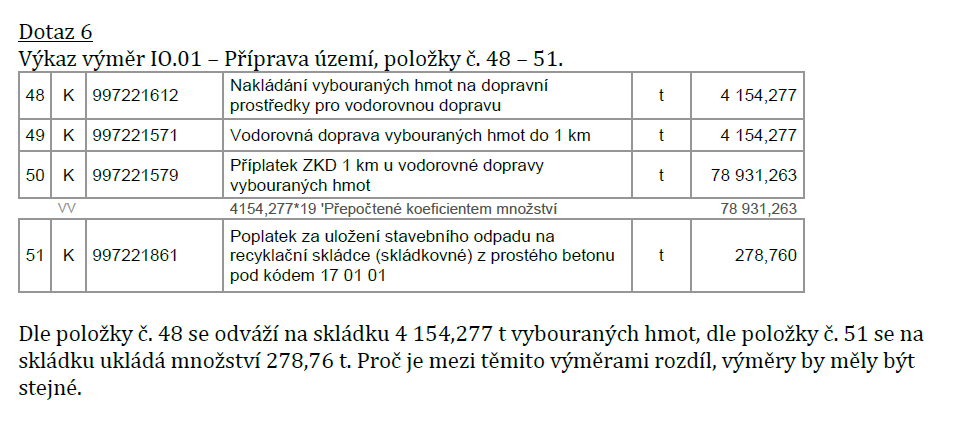 Dotaz 6
Výkaz výměr IO.01 – Příprava území, položky č. 48 – 51.
48 K 997221612 Nakládání vybouraných hmot na dopravní prostředky pro vodorovnou dopravu t 4 154,277
49 K 997221571 Vodorovná doprava vybouraných hmot do 1 km t 4 154,277
50 K 997221579 Příplatek ZKD 1 km u vodorovné dopravy vybouraných hmot t 78 931,263
VV 4154,277*19 'Přepočtené koeficientem množství 78 931,263
51 K 997221861 Poplatek za uložení stavebního odpadu na recyklační skládce (skládkovné) z prostého betonu pod kódem 17 01 01 t 278,760
Dle položky č. 48 se odváží na skládku 4 154,277 t vybouraných hmot, dle položky č. 51 se na
skládku ukládá množství 278,76 t. Proč je mezi těmito výměrami rozdíl, výměry by měly být
stejné.